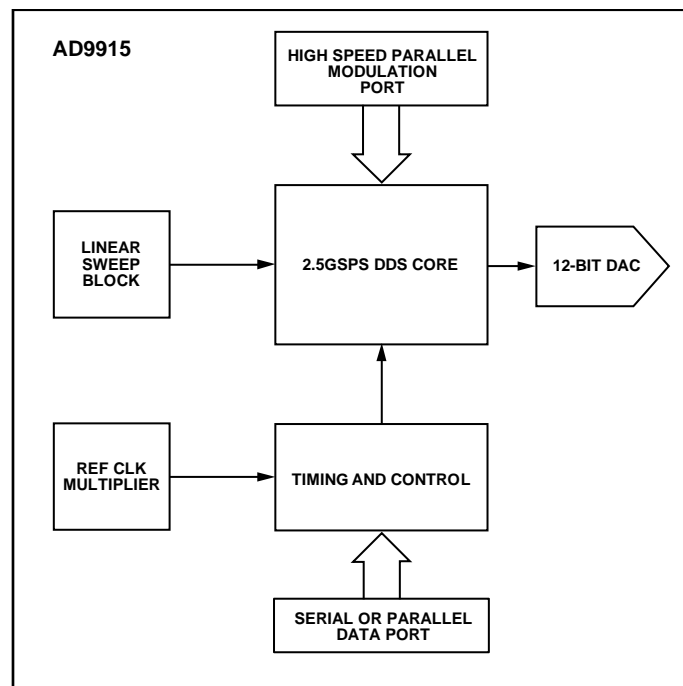 AD9915
HIGH SPEED PARALLEL
MODULATION
PORT
LINEAR
SWEEP
BLOCK
2.5GSPS DDS CORE
12-BIT DAC
REF CLK
MULTIPLIER
TIMING AND CONTROL
SERIAL OR PARALLEL
DATA PORT